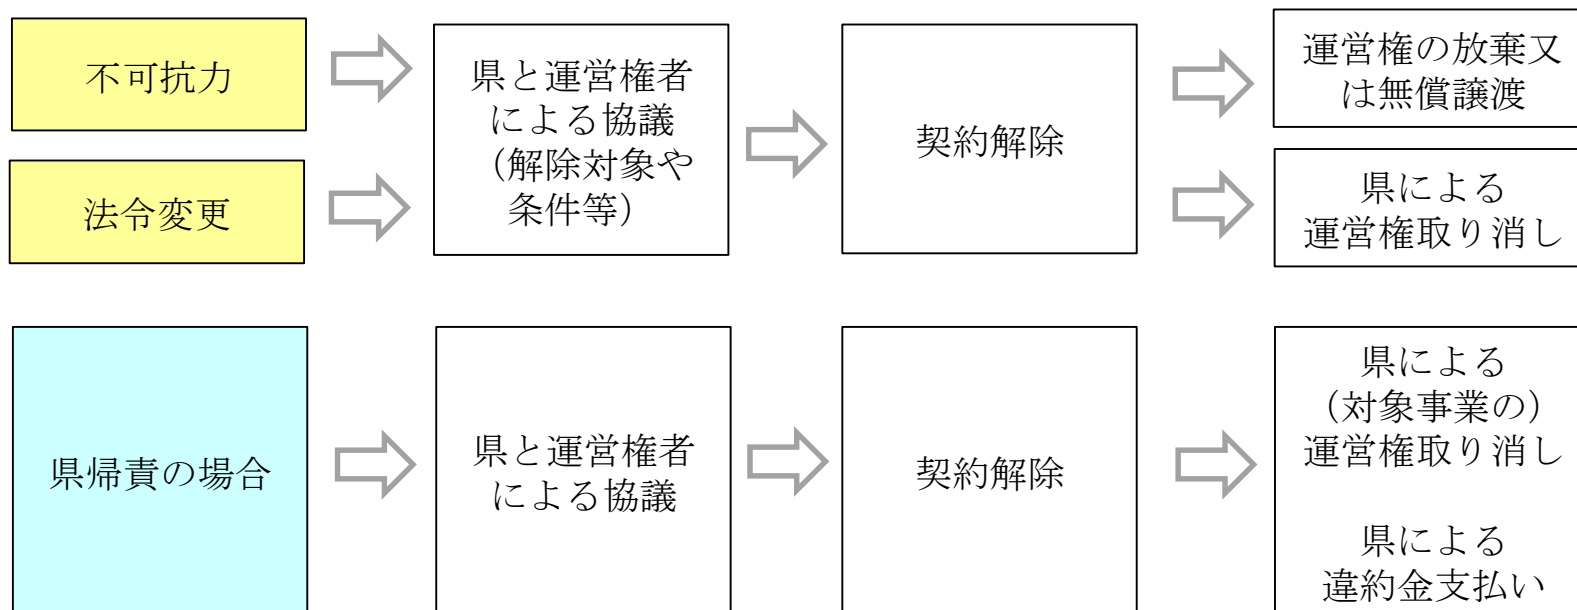 不可抗力
法令変更
県と運営権者
による協議
（解除対象や
条件等）
契約解除
運営権の放棄又
は無償譲渡
県による
運営権取り消し
県帰責の場合
県と運営権者
による協議
契約解除
県による
（対象事業の）
運営権取り消し
県による
違約金支払い